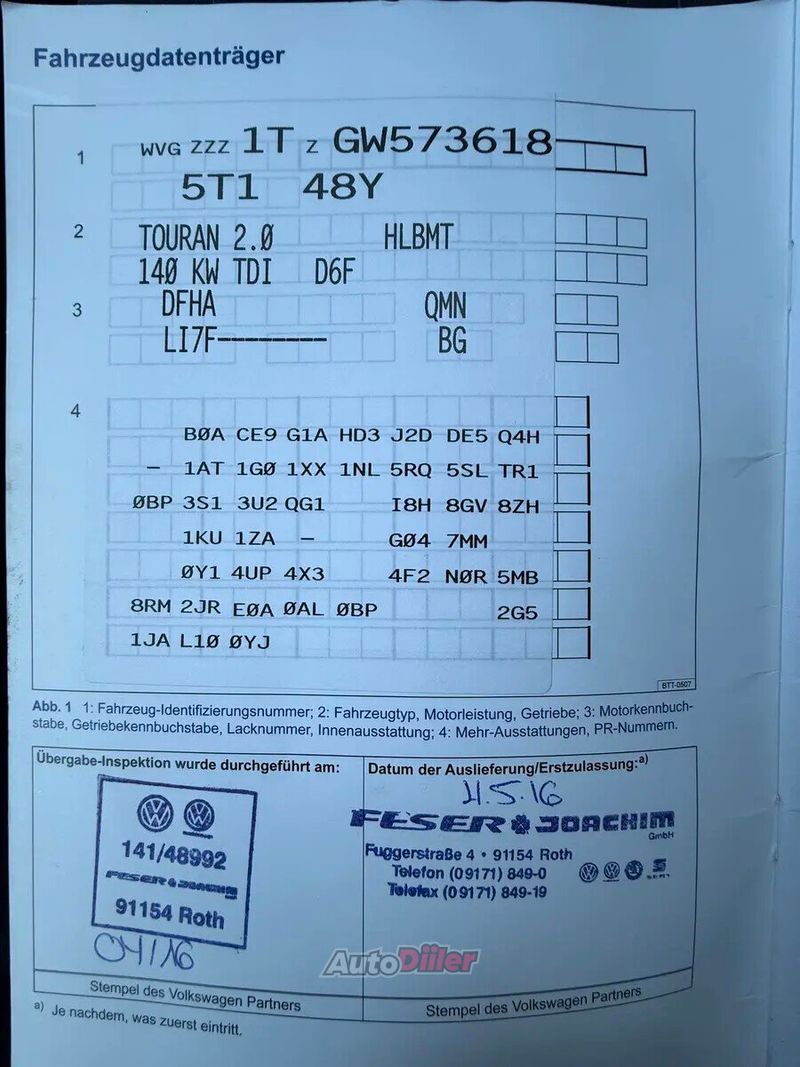 Fahrzeugdatenträger
1 WVG ZZZ 1T Z GW573618
5T1 48Y
2 TOURAN 2.0 HLBMT
140 KW TDI D6F
3 DFHA QMN
LI7F-------- BG
4
B0A CE9 G1A HD3 J2D DE5 Q4H
- 1AT 1G0 1XX 1NL 5RQ 5SL TR1
0BP 3S1 3U2 QG1 I8H 8GV 8ZH
1KU 1ZA - G04 7MM
0Y1 4UP 4X3 4F2 N0R 5MB
8RM 2JR E0A 0AL 0BP 2G5
1JA L10 0YJ
BTT-0507
Abb. 1 1: Fahrzeug-Identifizierungsnummer; 2: Fahrzeugtyp, Motorleistung, Getriebe; 3: Motorkennbuch-
stabe, Getriebekennbuchstabe, Lacknummer, Innenausstattung; 4: Mehr-Ausstattungen, PR-Nummern.
Übergabe-Inspektion wurde durchgeführt am:
141/48992
FESER & JOACHIM
91154 Roth
04/16
Stempel des Volkswagen Partners
Datum der Auslieferung/Erstzulassung:a)
4.5.16
FESER JOACHIM
GmbH
Fuggerstraße 4 • 91154 Roth
Telefon (09171) 849-0
Telefax (09171) 849-19
AutoDiiler
Stempel des Volkswagen Partners
a) Je nachdem, was zuerst eintritt.